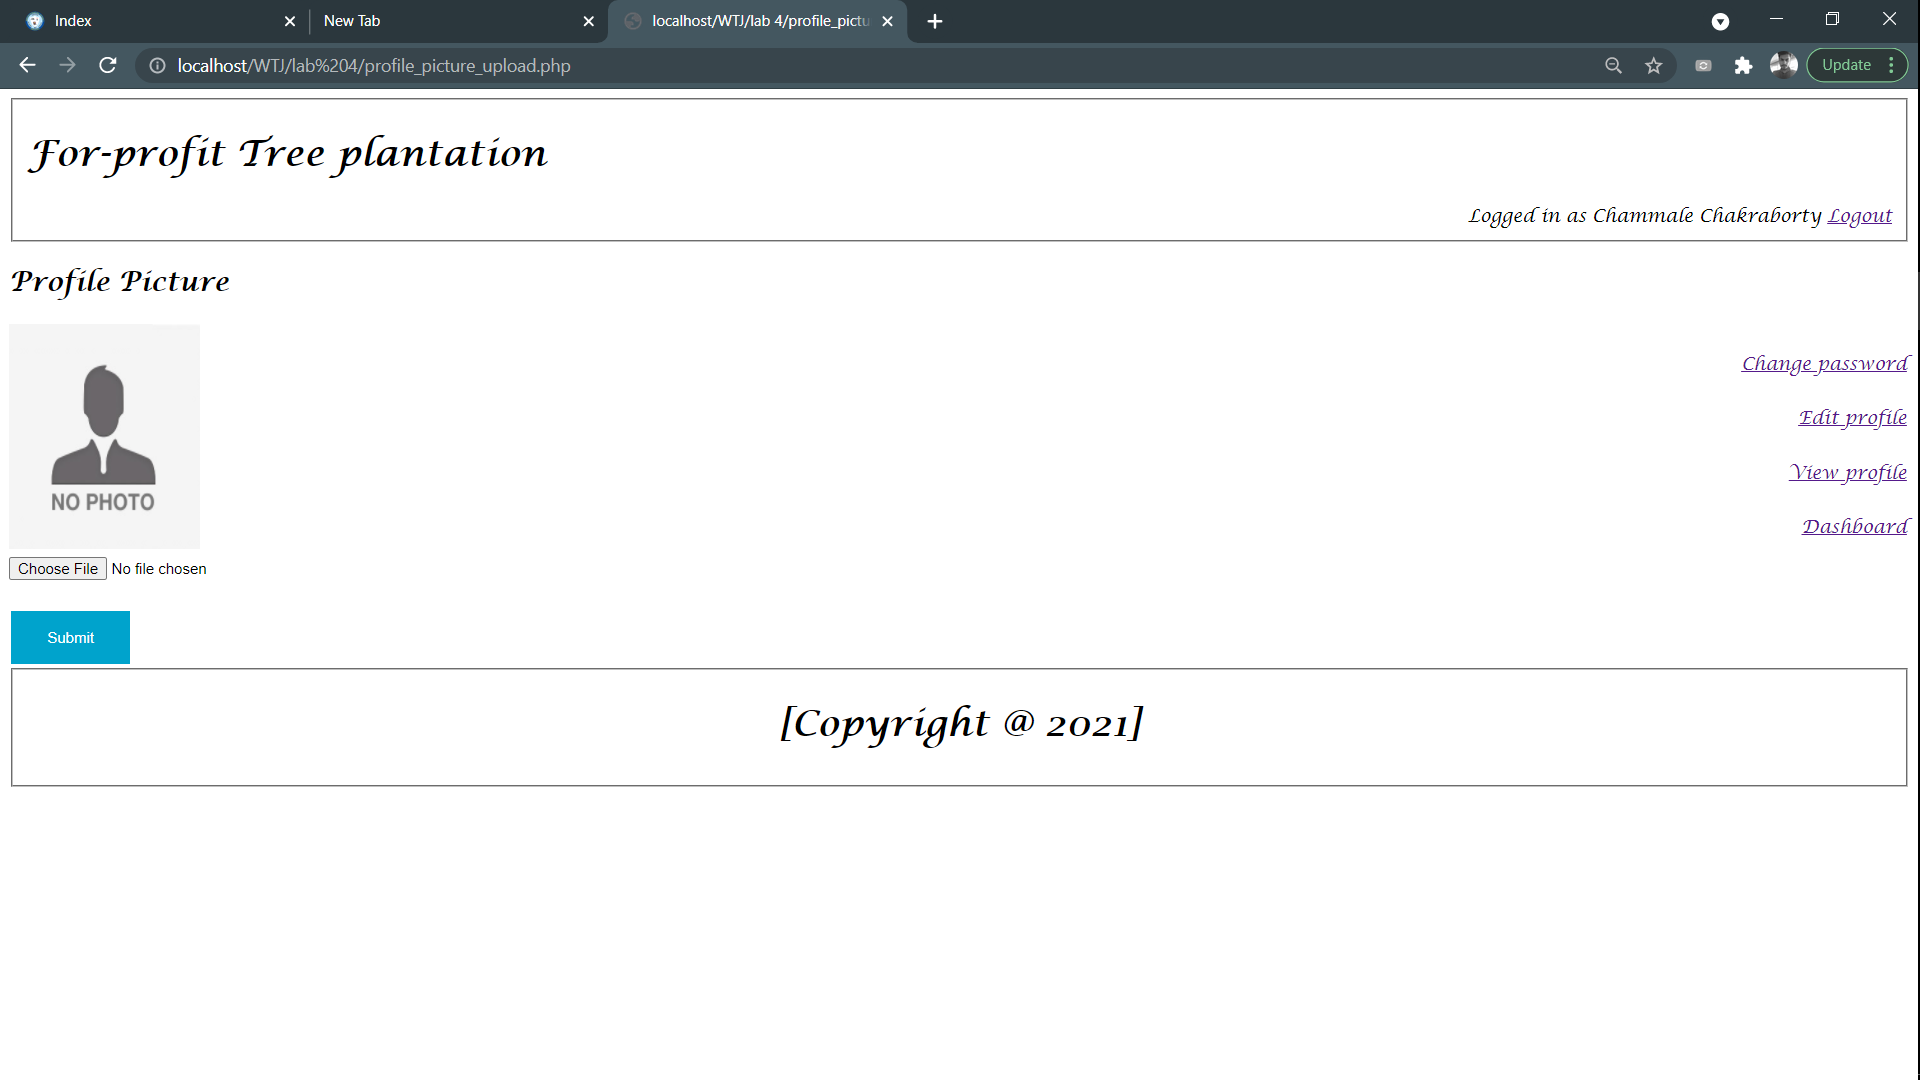 Index
New Tab
localhost/WTJ/lab 4/profile_pictu
localhost/WTJ/lab%204/profile_picture_upload.php
Update
For-profit Tree plantation
Logged in as Chammale Chakraborty Logout
Profile Picture
NO PHOTO
Change password
Edit profile
View profile
Dashboard
Choose File No file chosen
Submit
[Copyright @ 2021]